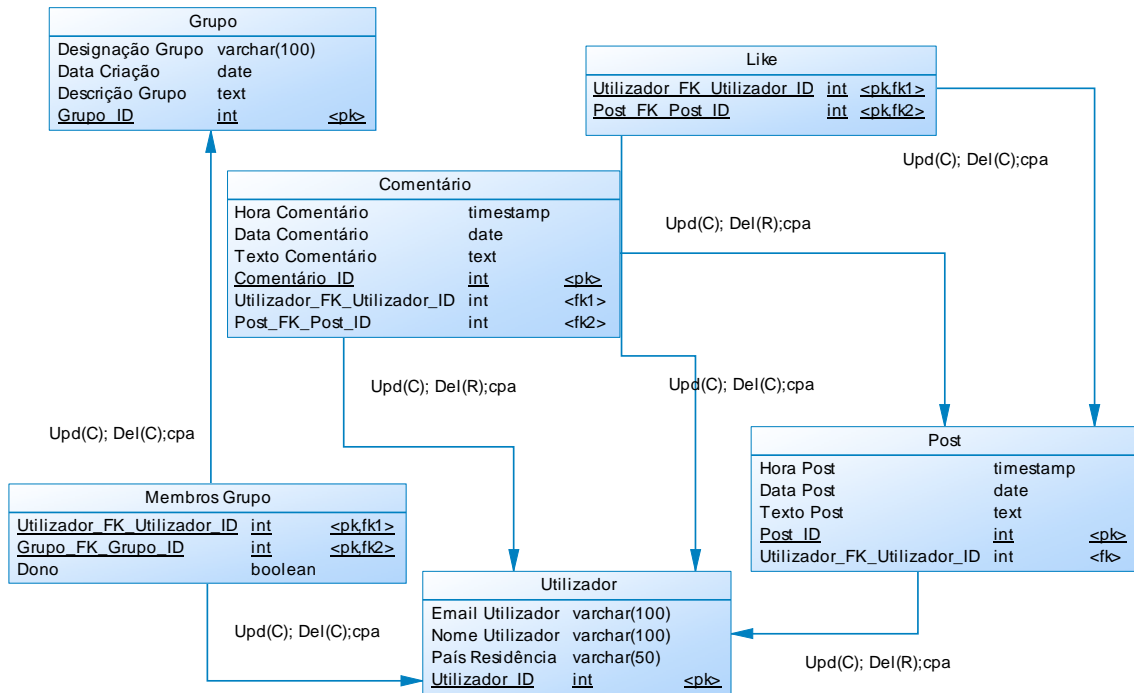 Grupo
Designação Grupo varchar(100)
Data Criação date
Descrição Grupo text
Grupo_ID int <pk>
Like
Utilizador_FK_Utilizador_ID int <pk,fk1>
Post_FK_Post_ID int <pk,fk2>
Upd(C); Del(C);cpa
Comentário
Hora Comentário timestamp
Data Comentário date
Texto Comentário text
Comentário_ID int <pk>
Utilizador_FK_Utilizador_ID int <fk1>
Post_FK_Post_ID int <fk2>
Upd(C); Del(R);cpa
Upd(C); Del(R);cpa
Upd(C); Del(C);cpa
Upd(C); Del(C);cpa
Post
Hora Post timestamp
Data Post date
Texto Post text
Post_ID int <pk>
Utilizador_FK_Utilizador_ID int <fk>
Membros Grupo
Utilizador_FK_Utilizador_ID int <pk,fk1>
Grupo_FK_Grupo_ID int <pk,fk2>
Dono boolean
Utilizador
Email Utilizador varchar(100)
Nome Utilizador varchar(100)
País Residência varchar(50)
Utilizador_ID int <pk>
Upd(C); Del(C);cpa
Upd(C); Del(R);cpa